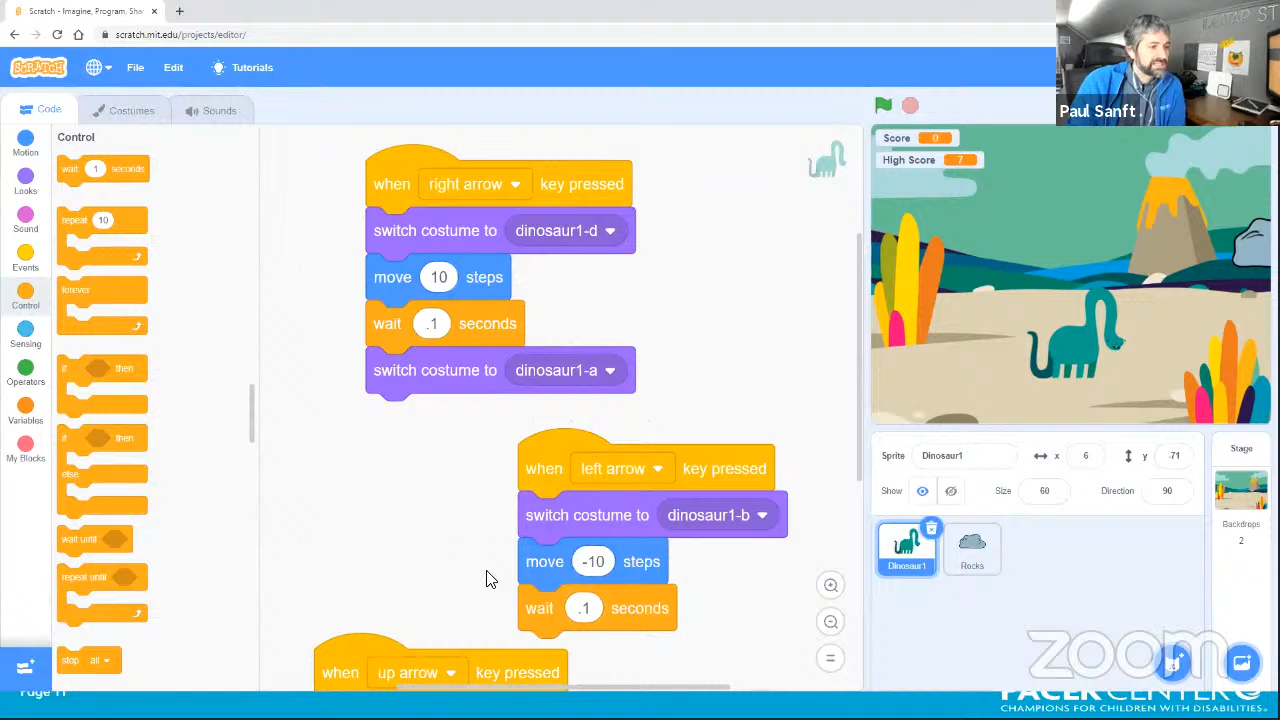 Scratch - Imagine, Program, Sha
scratch.mit.edu/projects/editor/
SCRATCH
File Edit Tutorials
Paul Sanft
Code Costumes Sounds
Motion
Looks
Sound
Events
Control
Sensing
Operators
Variables
My Blocks
Control
wait 1 seconds
repeat 10
forever
if then
if then
else
wait until
repeat until
stop all
when right arrow key pressed
switch costume to dinosaur1-d
move 10 steps
wait .1 seconds
switch costume to dinosaur1-a
when left arrow key pressed
switch costume to dinosaur1-b
move -10 steps
wait .1 seconds
when up arrow key pressed
Score 0
High Score 7
Sprite Dinosaur1 x 6 y -71
Show Size 60 Direction 90
Dinosaur1
Rocks
Stage
Backdrops
2
zoom
Page 11
PACER CENTER
CHAMPIONS FOR CHILDREN WITH DISABILITIES.